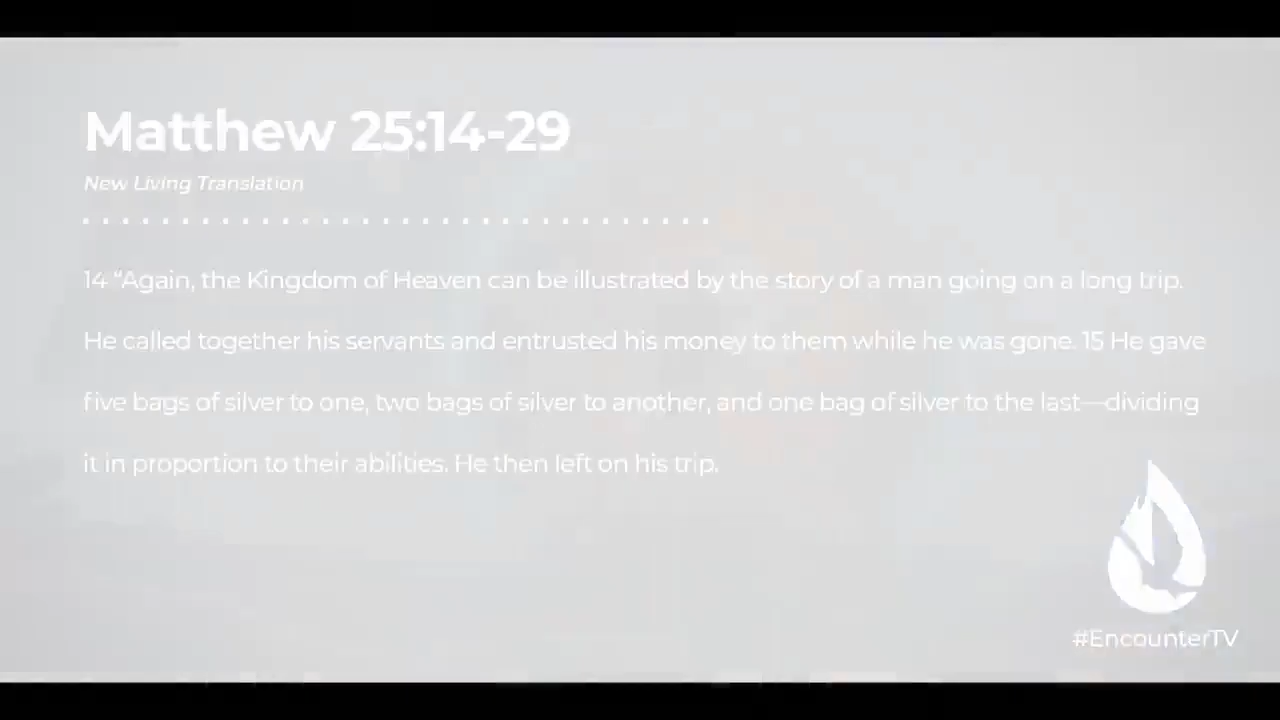 Matthew 25:14-29
New Living Translation
14 “Again, the Kingdom of Heaven can be illustrated by the story of a man going on a long trip.
He called together his servants and entrusted his money to them while he was gone. 15 He gave
five bags of silver to one, two bags of silver to another, and one bag of silver to the last—dividing
it in proportion to their abilities. He then left on his trip.
#EncounterTV